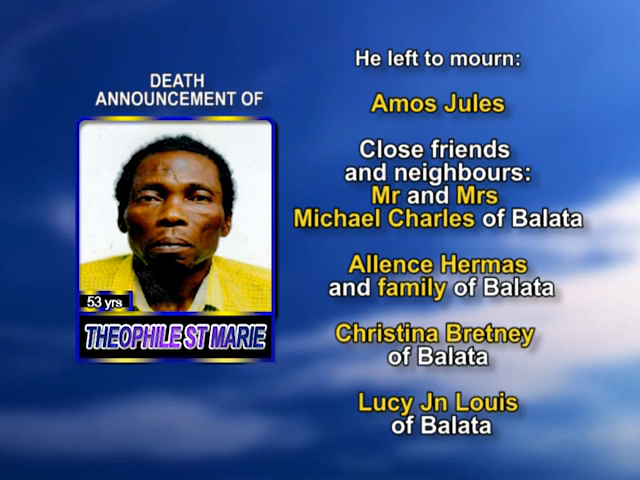 DEATH
ANNOUNCEMENT OF
53 yrs
THEOPHILE ST MARIE
He left to mourn:
Amos Jules
Close friends
and neighbours:
Mr and Mrs
Michael Charles of Balata
Allence Hermas
and family of Balata
Christina Bretney
of Balata
Lucy Jn Louis
of Balata